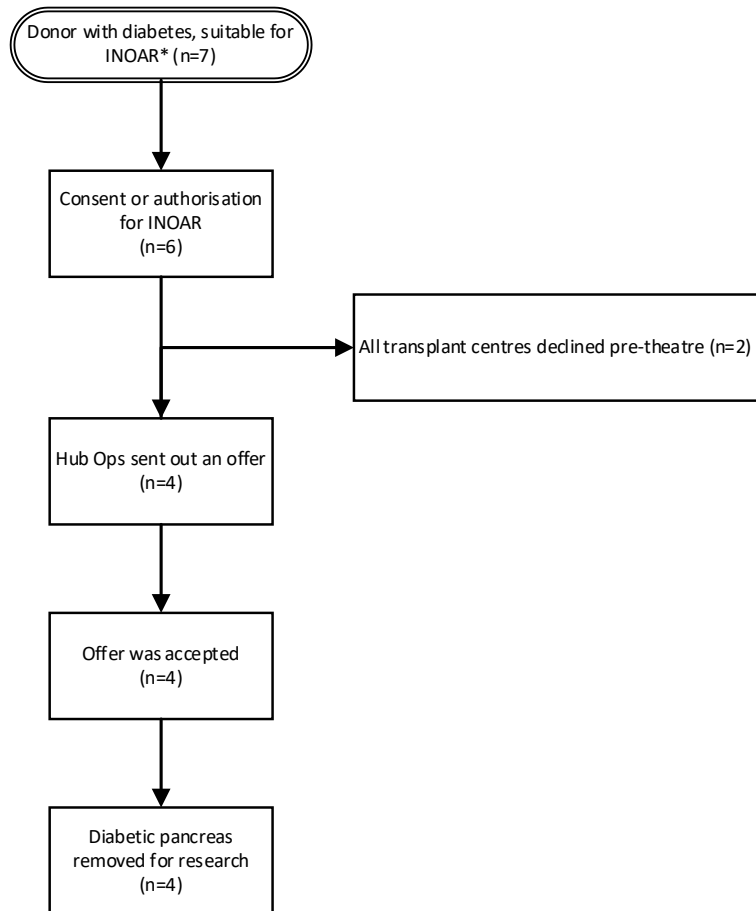 Donor with diabetes, suitable for
INOAR* (n=7)
Consent or authorisation
for INOAR
(n=6)
All transplant centres declined pre-theatre (n=2)
Hub Ops sent out an offer
(n=4)
Offer was accepted
(n=4)
Diabetic pancreas
removed for research
(n=4)